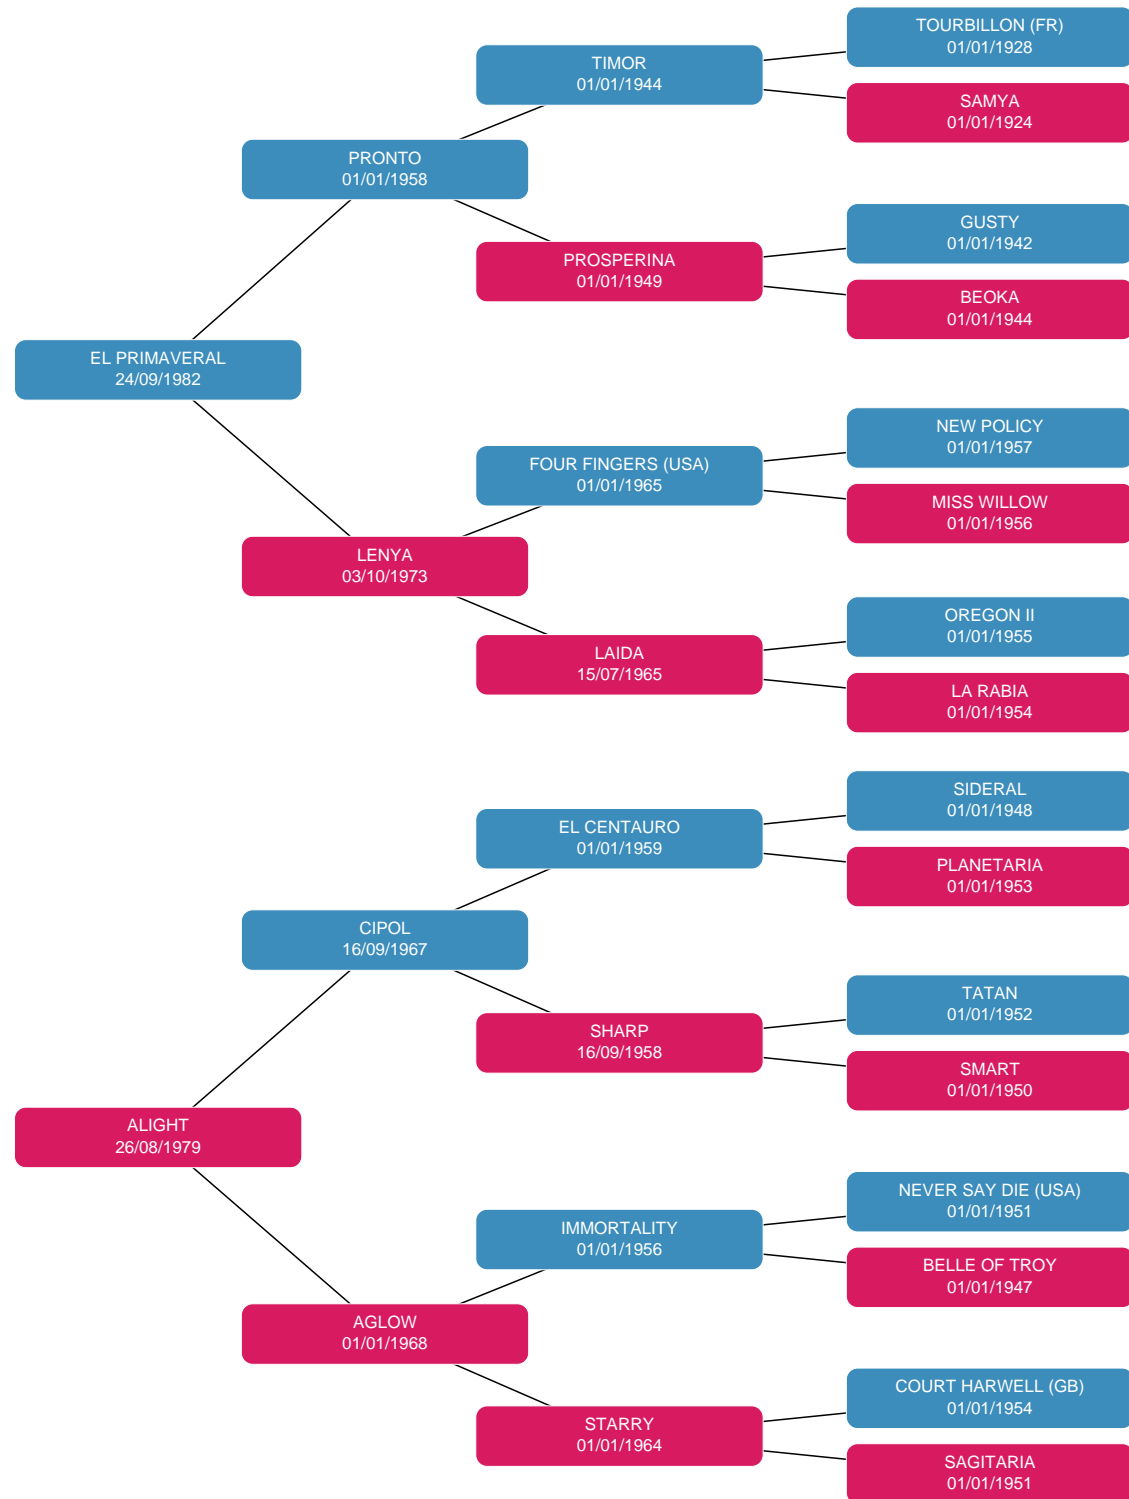 TOURBILLON (FR)
01/01/1928
TIMOR
01/01/1944
SAMYA
01/01/1924
PRONTO
01/01/1958
GUSTY
01/01/1942
PROSPERINA
01/01/1949
BEOKA
01/01/1944
EL PRIMAVERAL
24/09/1982
NEW POLICY
01/01/1957
FOUR FINGERS (USA)
01/01/1965
MISS WILLOW
01/01/1956
LENYA
03/10/1973
OREGON II
01/01/1955
LAIDA
15/07/1965
LA RABIA
01/01/1954
SIDERAL
01/01/1948
EL CENTAURO
01/01/1959
PLANETARIA
01/01/1953
CIPOL
16/09/1967
TATAN
01/01/1952
SHARP
16/09/1958
SMART
01/01/1950
ALIGHT
26/08/1979
NEVER SAY DIE (USA)
01/01/1951
IMMORTALITY
01/01/1956
BELLE OF TROY
01/01/1947
AGLOW
01/01/1968
COURT HARWELL (GB)
01/01/1954
STARRY
01/01/1964
SAGITARIA
01/01/1951